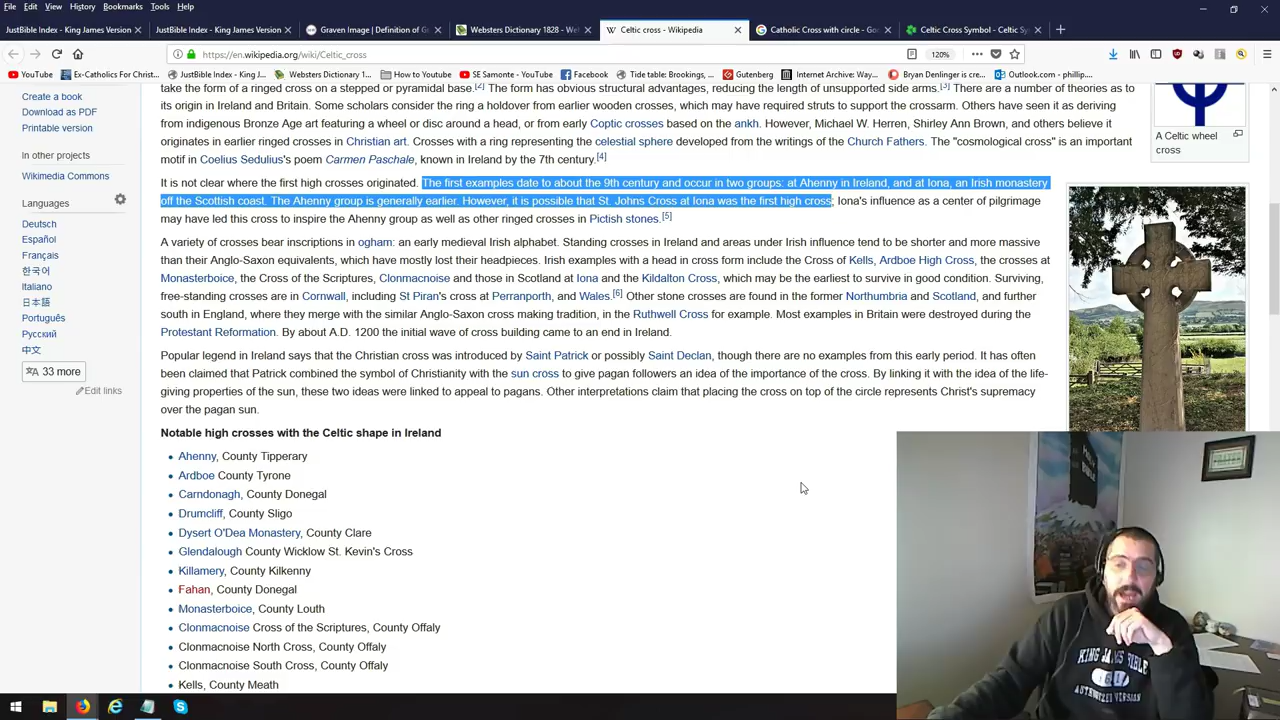 File Edit View History Bookmarks Tools Help
JustBible Index - King James Version
JustBible Index - King James Version
Graven Image | Definition of G
Websters Dictionary 1828 - We
Celtic cross - Wikipedia
Catholic Cross with circle - Go
Celtic Cross Symbol - Celtic Sy
https://en.wikipedia.org/wiki/Celtic_cross
120%
YouTube
Ex-Catholics For Christ...
JustBible Index - King J...
Websters Dictionary 1...
How to Youtube
SE Samonte - YouTube
Facebook
Tide table: Brookings, ...
Gutenberg
Internet Archive: Way...
Bryan Denlinger is cre...
Outlook.com - phillip....
Create a book
Download as PDF
Printable version
In other projects
Wikimedia Commons
Languages
Deutsch
Español
Français
한국어
Italiano
日本語
Português
Русский
中文
33 more
Edit links
take the form of a ringed cross on a stepped or pyramidal base.[2] The form has obvious structural advantages, reducing the length of unsupported side arms.[3] There are a number of theories as to
its origin in Ireland and Britain. Some scholars consider the ring a holdover from earlier wooden crosses, which may have required struts to support the crossarm. Others have seen it as deriving
from indigenous Bronze Age art featuring a wheel or disc around a head, or from early Coptic crosses based on the ankh. However, Michael W. Herren, Shirley Ann Brown, and others believe it
originates in earlier ringed crosses in Christian art. Crosses with a ring representing the celestial sphere developed from the writings of the Church Fathers. The "cosmological cross" is an important
motif in Coelius Sedulius's poem Carmen Paschale, known in Ireland by the 7th century.[4]
It is not clear where the first high crosses originated. The first examples date to about the 9th century and occur in two groups: at Ahenny in Ireland, and at Iona, an Irish monastery
off the Scottish coast. The Ahenny group is generally earlier. However, it is possible that St. Johns Cross at Iona was the first high cross; Iona's influence as a center of pilgrimage
may have led this cross to inspire the Ahenny group as well as other ringed crosses in Pictish stones.[5]
A variety of crosses bear inscriptions in ogham: an early medieval Irish alphabet. Standing crosses in Ireland and areas under Irish influence tend to be shorter and more massive
than their Anglo-Saxon equivalents, which have mostly lost their headpieces. Irish examples with a head in cross form include the Cross of Kells, Ardboe High Cross, the crosses at
Monasterboice, the Cross of the Scriptures, Clonmacnoise and those in Scotland at Iona and the Kildalton Cross, which may be the earliest to survive in good condition. Surviving,
free-standing crosses are in Cornwall, including St Piran's cross at Perranporth, and Wales.[6] Other stone crosses are found in the former Northumbria and Scotland, and further
south in England, where they merge with the similar Anglo-Saxon cross making tradition, in the Ruthwell Cross for example. Most examples in Britain were destroyed during the
Protestant Reformation. By about A.D. 1200 the initial wave of cross building came to an end in Ireland.
Popular legend in Ireland says that the Christian cross was introduced by Saint Patrick or possibly Saint Declan, though there are no examples from this early period. It has often
been claimed that Patrick combined the symbol of Christianity with the sun cross to give pagan followers an idea of the importance of the cross. By linking it with the idea of the life-
giving properties of the sun, these two ideas were linked to appeal to pagans. Other interpretations claim that placing the cross on top of the circle represents Christ's supremacy
over the pagan sun.
Notable high crosses with the Celtic shape in Ireland
Ahenny, County Tipperary
Ardboe County Tyrone
Carndonagh, County Donegal
Drumcliff, County Sligo
Dysert O'Dea Monastery, County Clare
Glendalough County Wicklow St. Kevin's Cross
Killamery, County Kilkenny
Fahan, County Donegal
Monasterboice, County Louth
Clonmacnoise Cross of the Scriptures, County Offaly
Clonmacnoise North Cross, County Offaly
Clonmacnoise South Cross, County Offaly
Kells, County Meath
A Celtic wheel
cross
KING JAMES BIBLE
AUTHORIZED VERSION